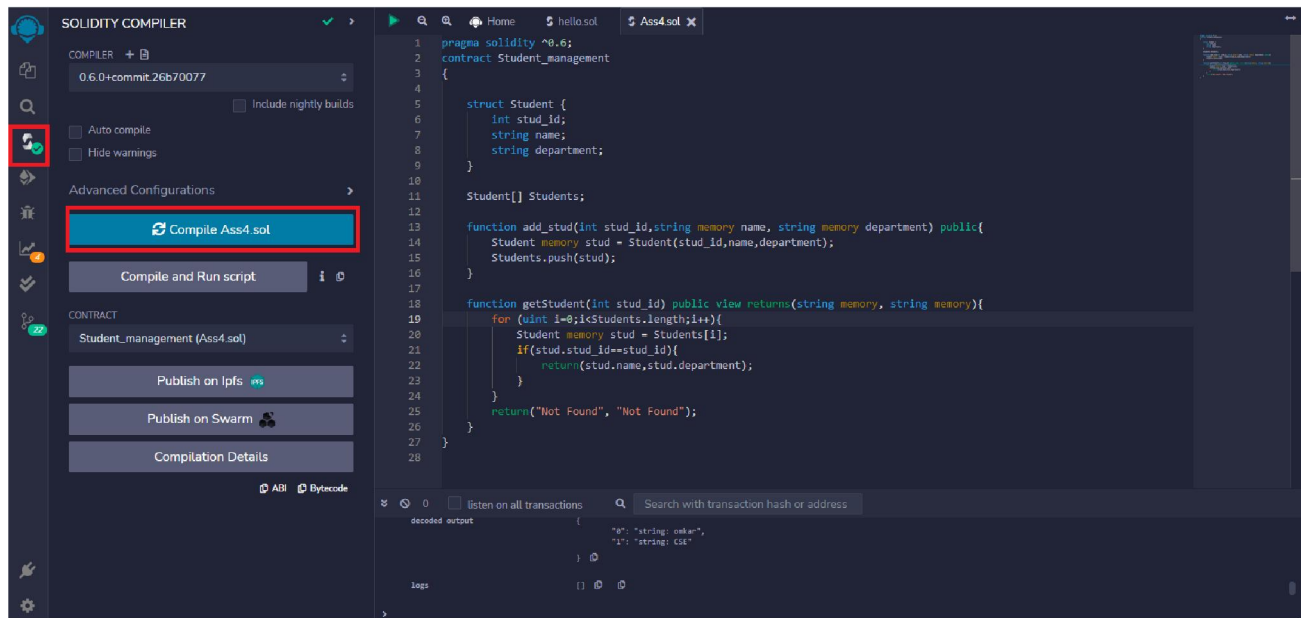 SOLIDITY COMPILER
COMPILER +
0.6.0+commit.26b70077
Include nightly builds
Auto compile
Hide warnings
Advanced Configurations
Compile Ass4.sol
Compile and Run script
CONTRACT
Student_management (Ass4.sol)
Publish on Ipfs IPFS
Publish on Swarm
Compilation Details
ABI Bytecode
4
22
Home hello.sol Ass4.sol
1 pragma solidity ^0.6;
2 contract Student_management
3 {
4
5 struct Student {
6 int stud_id;
7 string name;
8 string department;
9 }
10
11 Student[] Students;
12
13 function add_stud(int stud_id,string memory name, string memory department) public{
14 Student memory stud = Student(stud_id,name,department);
15 Students.push(stud);
16 }
17
18 function getStudent(int stud_id) public view returns(string memory, string memory){
19 for (uint i=0;i<Students.length;i++){
20 Student memory stud = Students[i];
21 if(stud.stud_id==stud_id){
22 return(stud.name,stud.department);
23 }
24 }
25 return("Not Found", "Not Found");
26 }
27 }
28
0 listen on all transactions Search with transaction hash or address
decoded output {
"0": "string: omkar",
"1": "string: CSE"
}
logs []
>